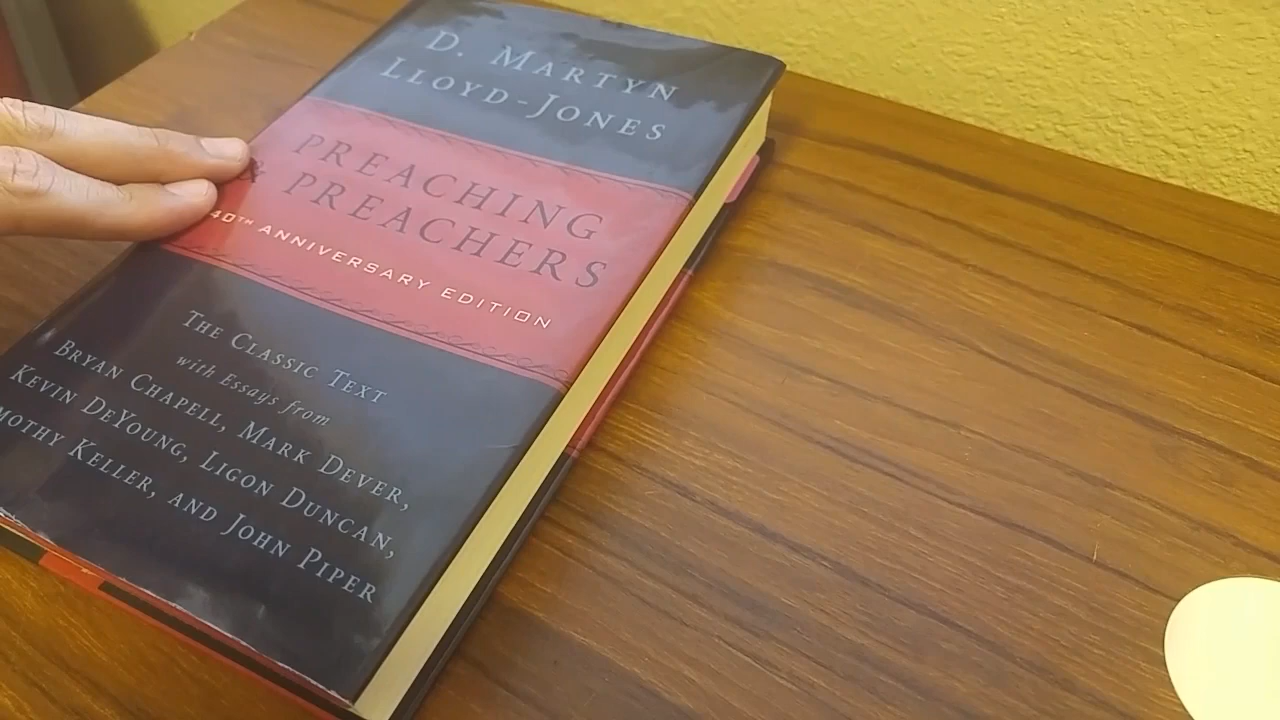 D. MARTYN
LLOYD-JONES
PREACHING
& PREACHERS
40TH ANNIVERSARY EDITION
THE CLASSIC TEXT
with Essays from
BRYAN CHAPELL, MARK DEVER,
KEVIN DEYOUNG, LIGON DUNCAN,
MOTHY KELLER, AND JOHN PIPER